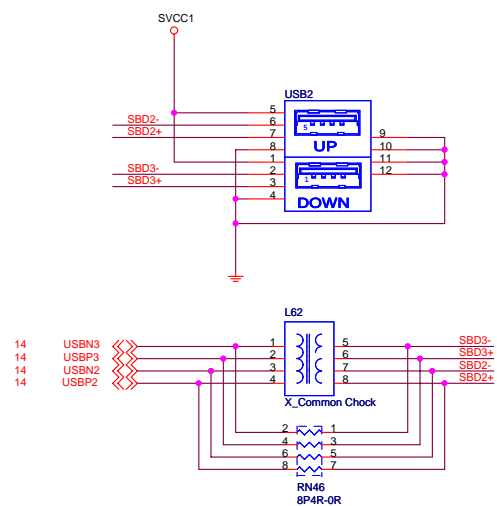 SVCC1
USB2
5
SBD2- 6
SBD2+ 7
5
UP
9
8
10
1
11
SBD3- 2
12
SBD3+ 3
1
4
DOWN
L62
14 USBN3 1 5 SBD3-
14 USBP3 2 6 SBD3+
14 USBN2 3 7 SBD2-
14 USBP2 4 8 SBD2+
X_Common Chock
2 1
4 3
6 5
8 7
RN46
8P4R-0R